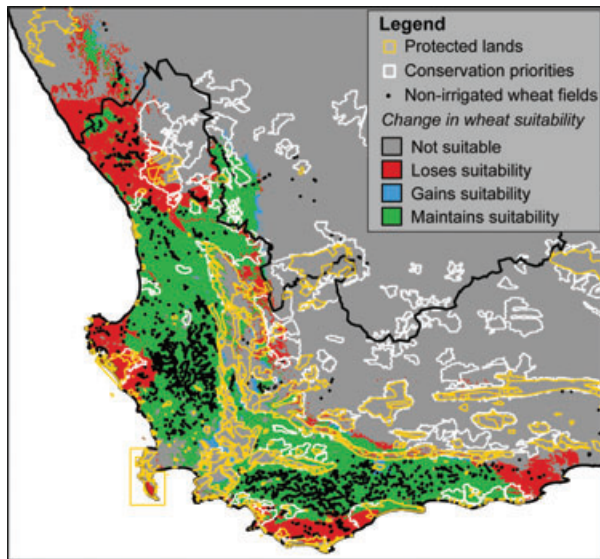 Legend
Protected lands
Conservation priorities
Non-irrigated wheat fields
Change in wheat suitability
Not suitable
Loses suitability
Gains suitability
Maintains suitability